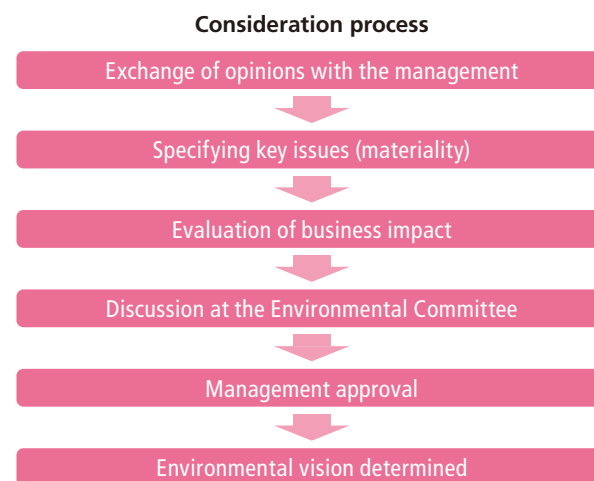 Consideration process
Exchange of opinions with the management
Specifying key issues (materiality)
Evaluation of business impact
Discussion at the Environmental Committee
Management approval
Environmental vision determined